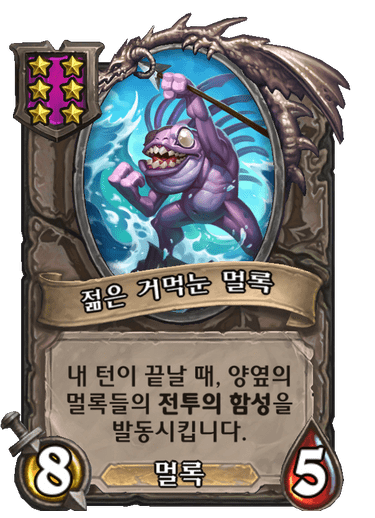 젊은 거먹눈 멀록
내 턴이 끝날 때, 양옆의
멀록들의 전투의 함성을
발동시킵니다.
8
멀록
5